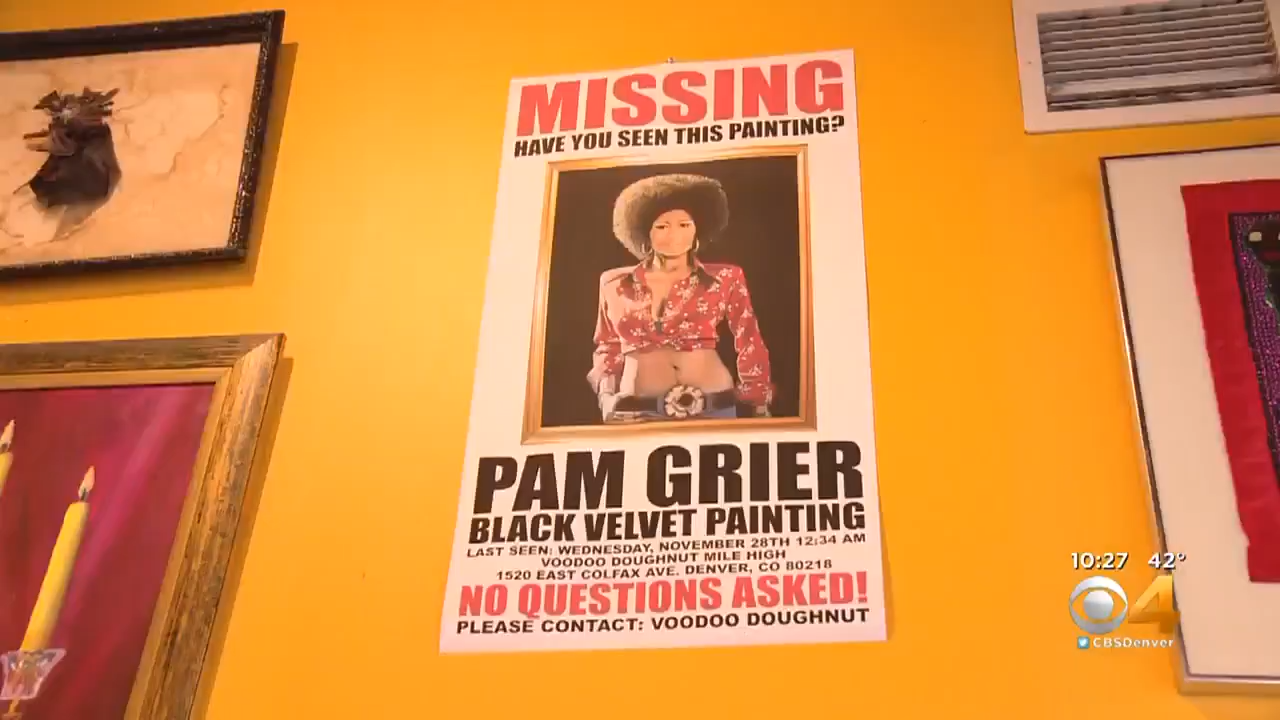 MISSING
HAVE YOU SEEN THIS PAINTING?
PAM GRIER
BLACK VELVET PAINTING
LAST SEEN: WEDNESDAY, NOVEMBER 28TH 12:34 AM
VOODOO DOUGHNUT MILE HIGH
1520 EAST COLFAX AVE. DENVER, CO 80218
NO QUESTIONS ASKED!
PLEASE CONTACT: VOODOO DOUGHNUT
10:27 42°
4
CBSDenver